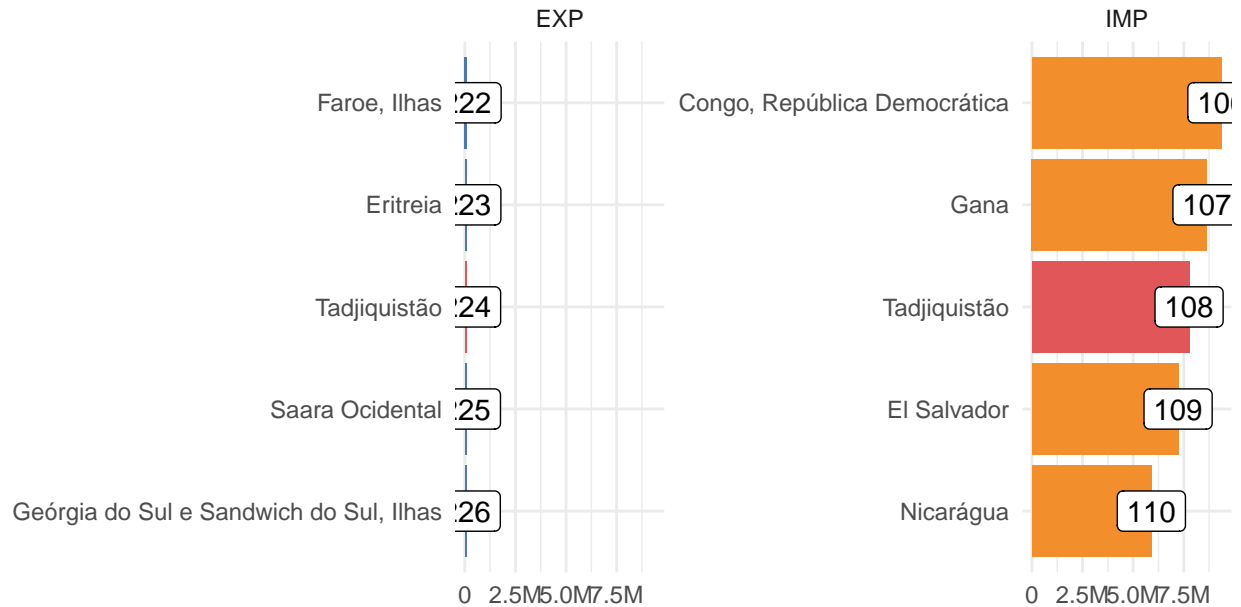 EXP
IMP
Faroe, Ilhas
222
Eritreia
223
Tadjiquistão
224
Saara Ocidental
225
Geórgia do Sul e Sandwich do Sul, Ilhas
226
0 2.5M 5.0M 7.5M
Congo, República Democrática
106
Gana
107
Tadjiquistão
108
El Salvador
109
Nicarágua
110
0 2.5M 5.0M 7.5M